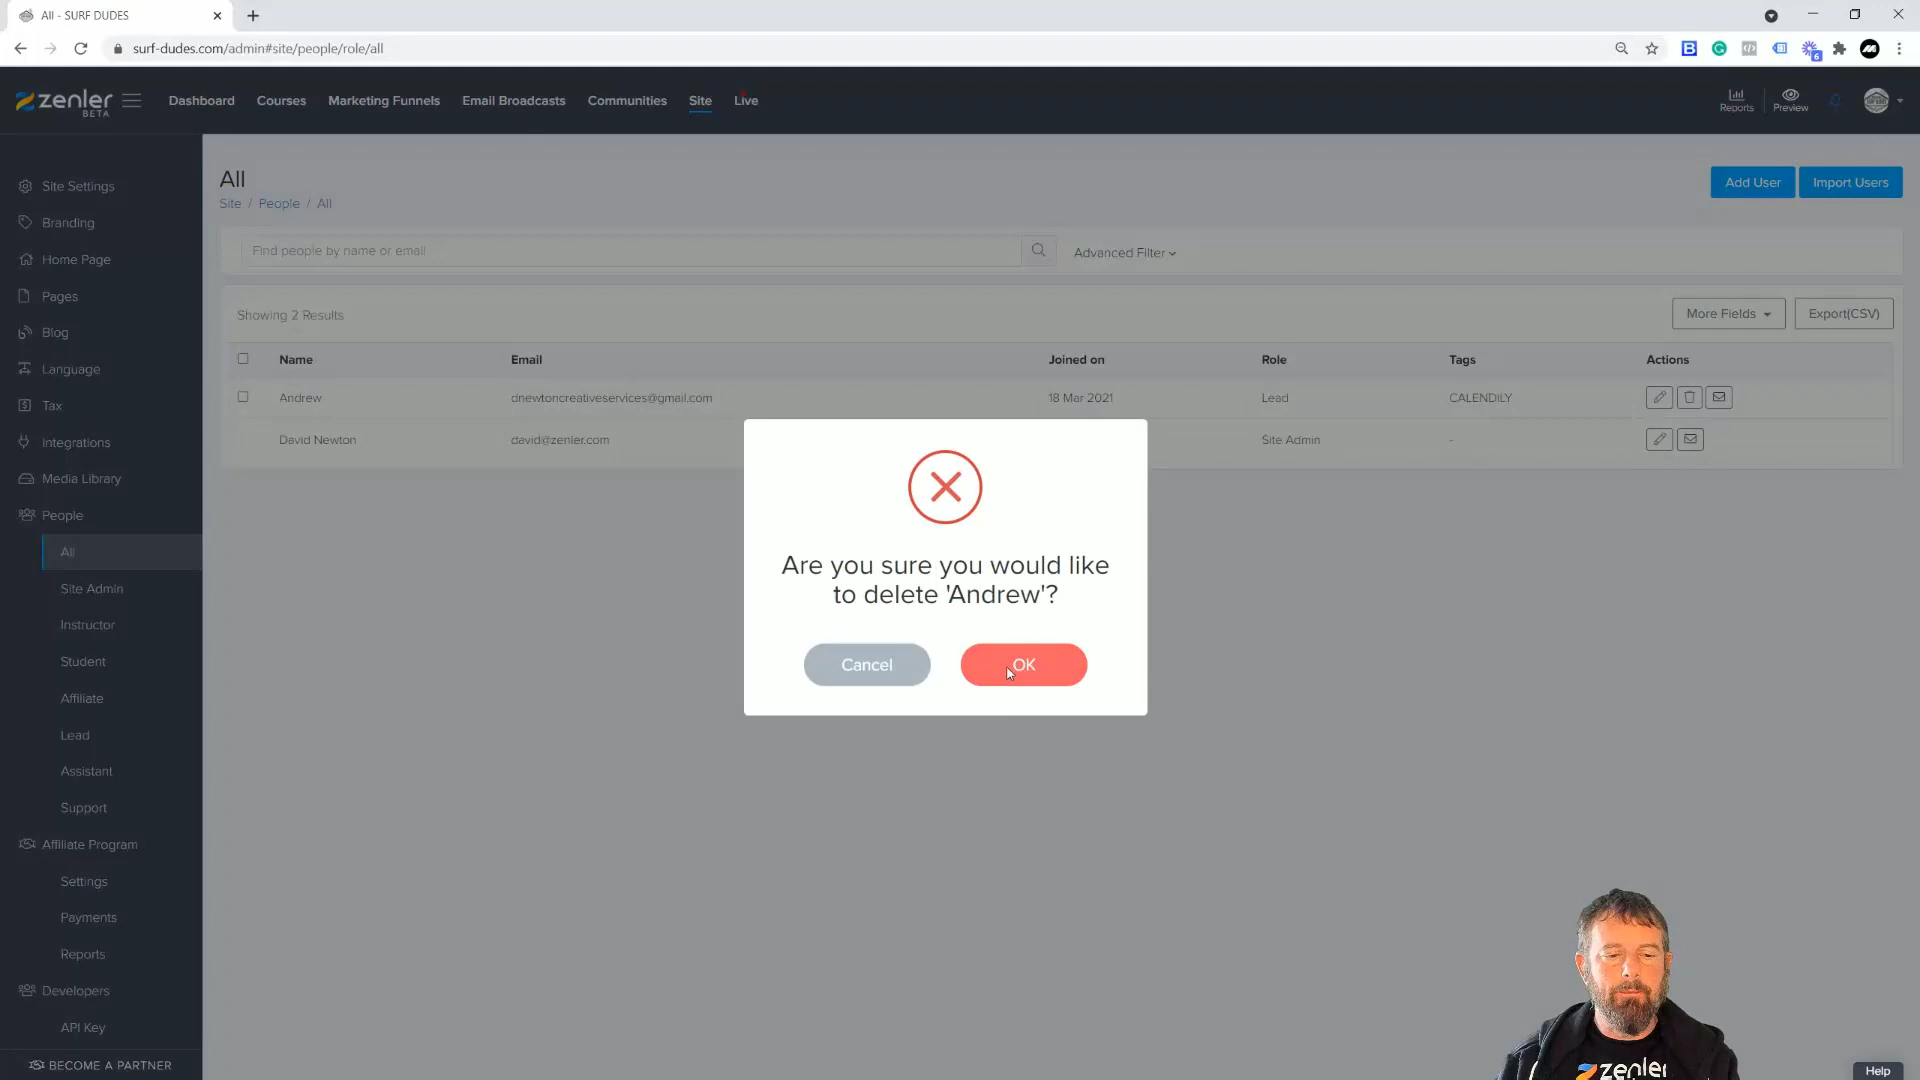 All - SURF DUDES
surf-dudes.com/admin#site/people/role/all
6
zenler
BETA
Dashboard
Courses
Marketing Funnels
Email Broadcasts
Communities
Site
Live
Reports
Preview
Site Settings
Branding
Home Page
Pages
Blog
Language
Tax
Integrations
Media Library
People
All
Site Admin
Instructor
Student
Affiliate
Lead
Assistant
Support
Affiliate Program
Settings
Payments
Reports
Developers
API Key
BECOME A PARTNER
All
Site / People / All
Add User
Import Users
Find people by name or email
Advanced Filter
Showing 2 Results
More Fields
Export(CSV)
Name Email Joined on Role Tags Actions
Andrew dnewtoncreativeservices@gmail.com 18 Mar 2021 Lead CALENDILY
David Newton david@zenler.com Site Admin -
Are you sure you would like
to delete 'Andrew'?
Cancel
OK
zenler
Help